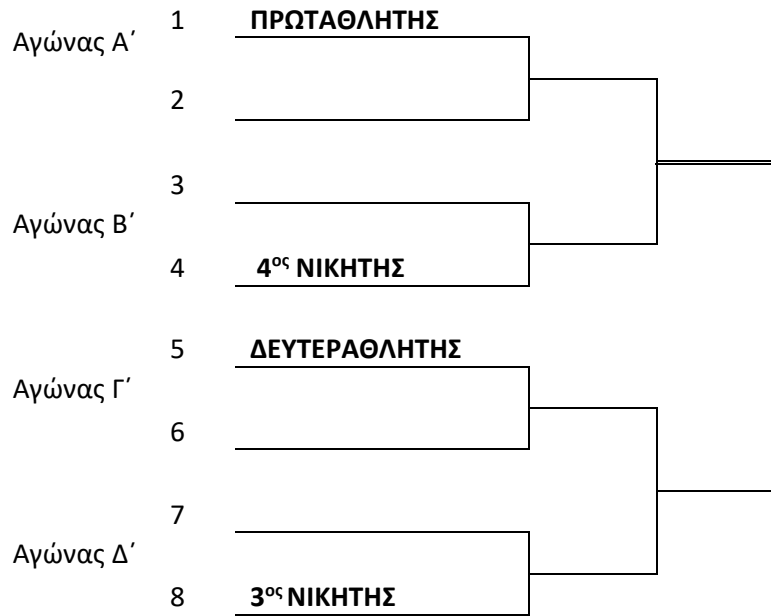 1 ΠΡΩΤΑΘΛΗΤΗΣ
Αγώνας Α΄
2
3
Αγώνας Β΄
4 4ος ΝΙΚΗΤΗΣ
5 ΔΕΥΤΕΡΑΘΛΗΤΗΣ
Αγώνας Γ΄
6
7
Αγώνας Δ΄
8 3ος ΝΙΚΗΤΗΣ